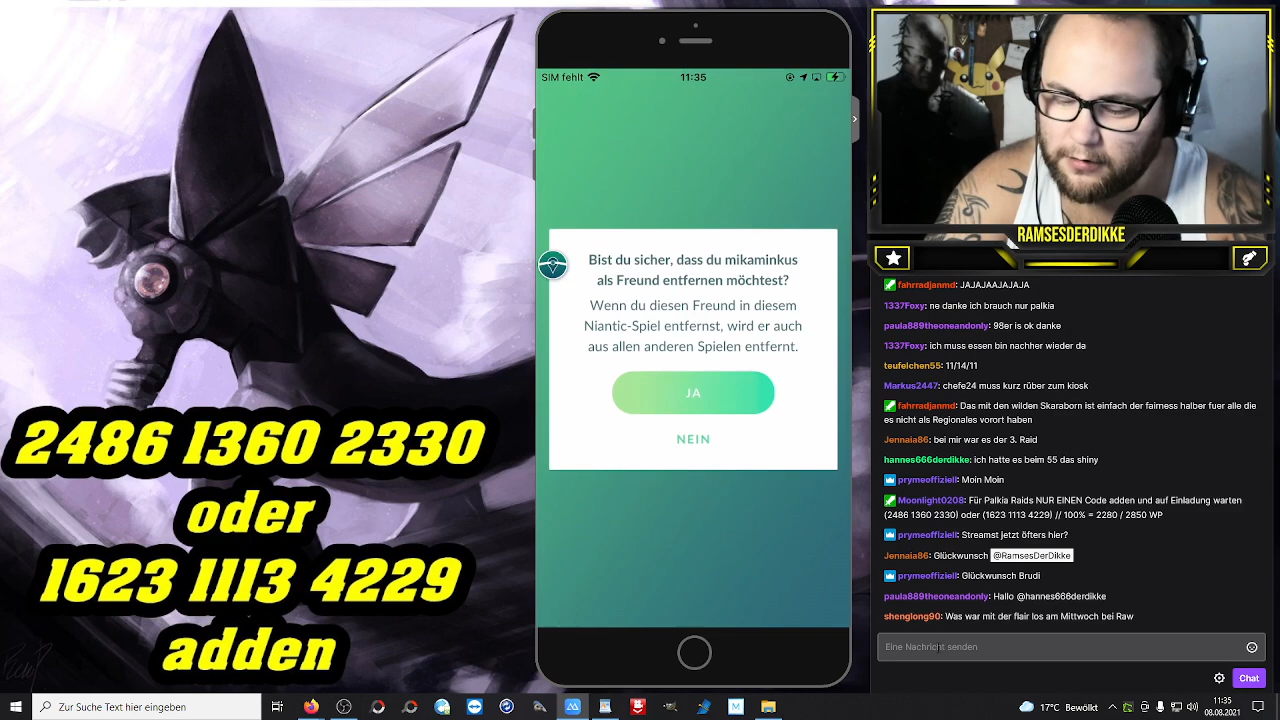 2486 1360 2330
oder
1623 1113 4229
adden
SIM fehlt
11:35
Bist du sicher, dass du mikaminkus
als Freund entfernen möchtest?
Wenn du diesen Freund in diesem
Niantic-Spiel entfernst, wird er auch
aus allen anderen Spielen entfernt.
JA
NEIN
RAMSESDERDIKKE
fahrradjanmd: JAJAJAAJAJAJA
1337Foxy: ne danke ich brauch nur palkia
paula889theoneandonly: 98er is ok danke
1337Foxy: ich muss essen bin nachher wieder da
teufelchen55: 11/14/11
Markus2447: chefe24 muss kurz rüber zum kiosk
fahrradjanmd: Das mit den wilden Skaraborn ist einfach der fairness halber fuer alle die
es nicht als Regionales vorort haben
Jennaia86: bei mir war es der 3. Raid
hannes666derdikke: ich hatte es beim 55 das shiny
prymeoffiziell: Moin Moin
Moonlight0208: Für Palkia Raids NUR EINEN Code adden und auf Einladung warten
(2486 1360 2330) oder (1623 1113 4229) // 100% = 2280 / 2850 WP
prymeoffiziell: Streamst jetzt öfters hier?
Jennaia86: Glückwunsch @RamsesDerDikke
prymeoffiziell: Glückwunsch Brudi
paula889theoneandonly: Hallo @hannes666derdikke
shenglong90: Was war mit der flair los am Mittwoch bei Raw
Eine Nachricht senden
Chat
Zur Suche Text hier eingeben
M
17°C Bewölkt
11:35
08.08.2021